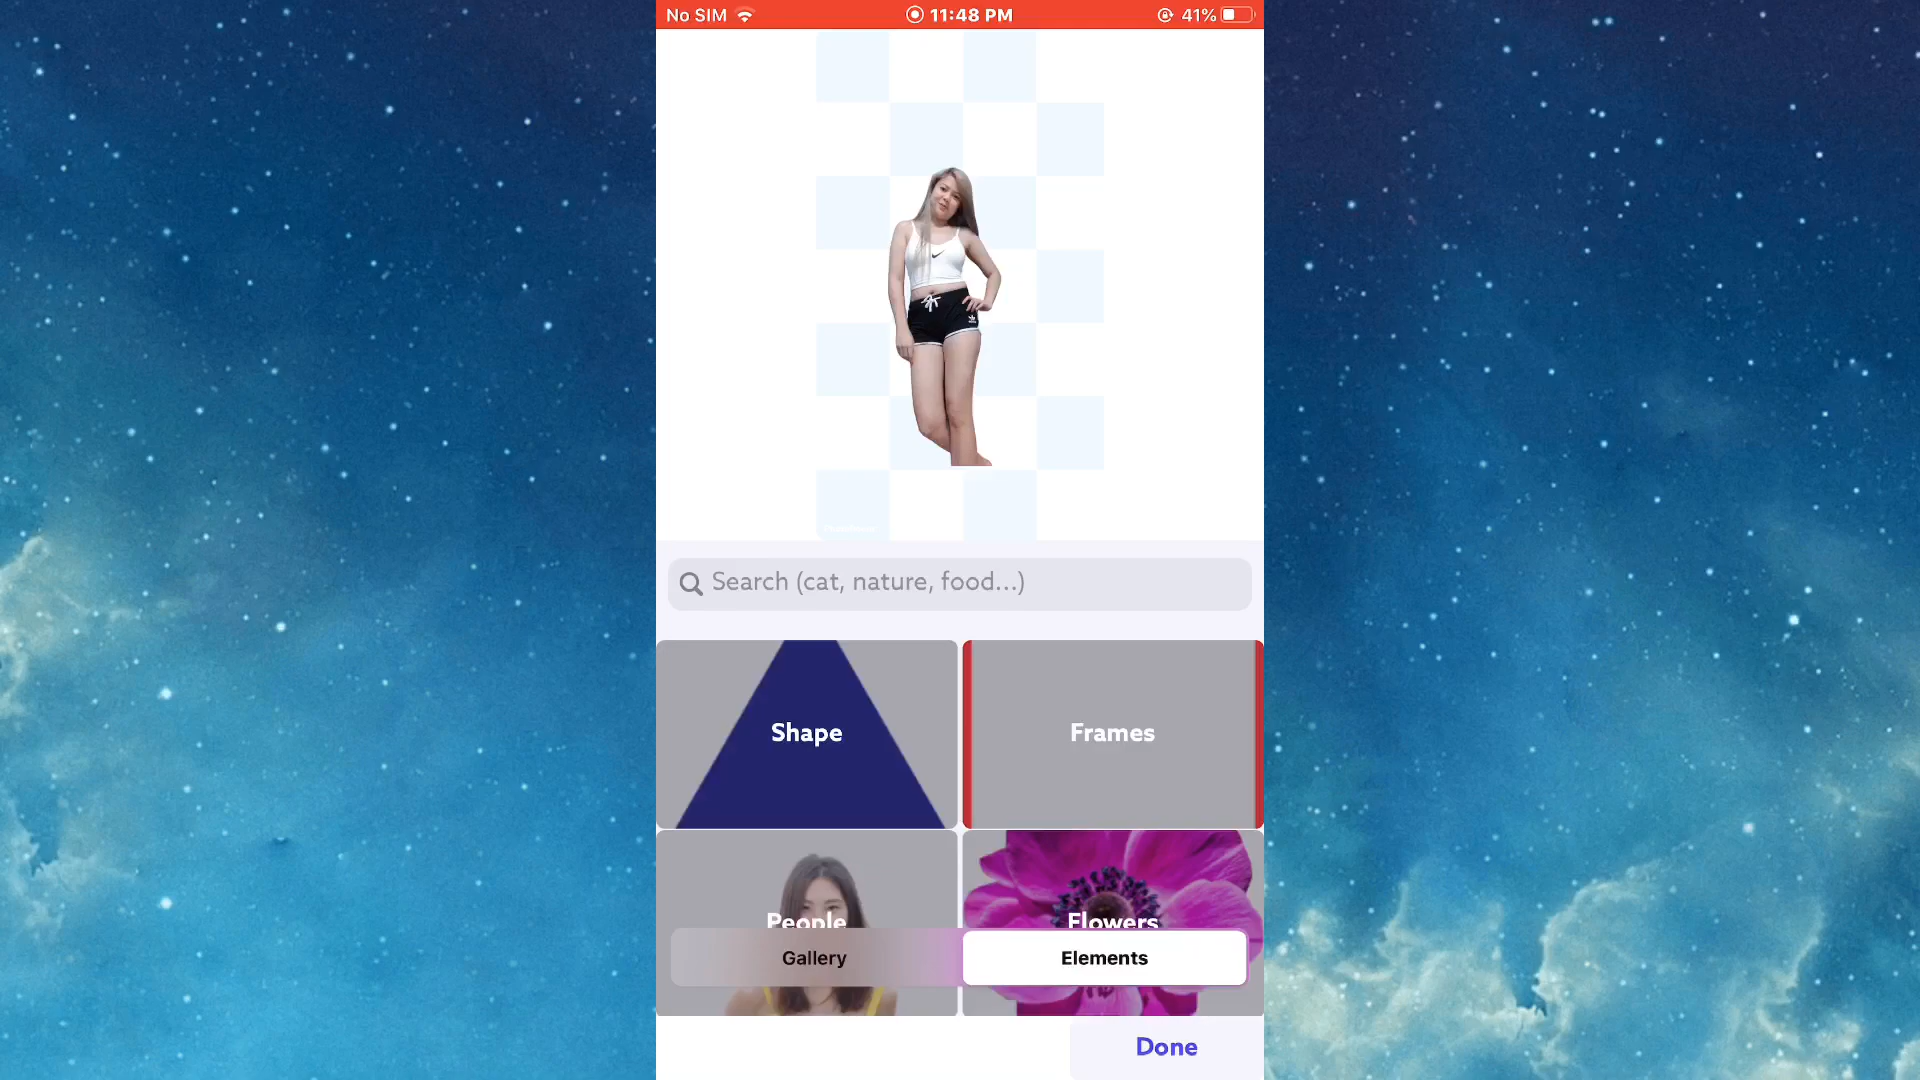 No SIM 11:48 PM 41%
Search (cat, nature, food...)
Shape Frames
People Flowers
Gallery Elements
Done